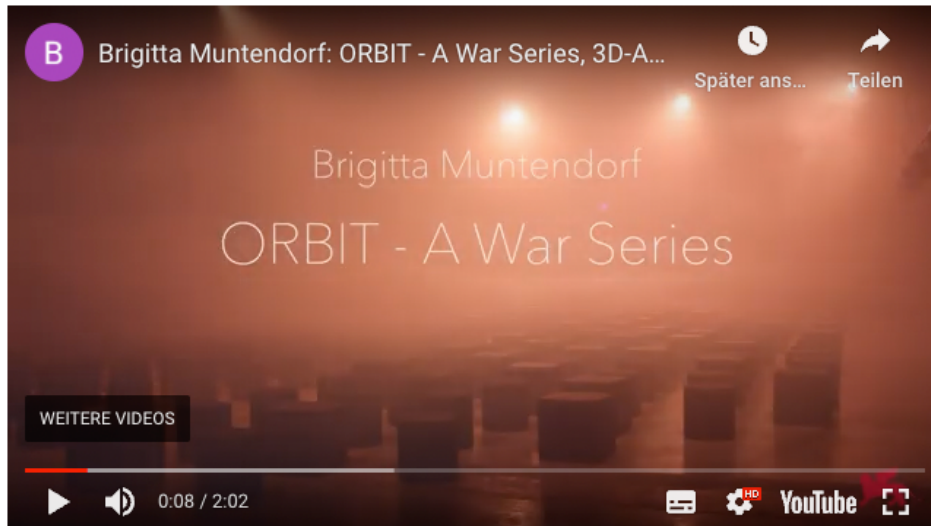 B
Brigitta Muntendorf: ORBIT - A War Series, 3D-A...
Später ans...
Teilen
Brigitta Muntendorf
ORBIT - A War Series
WEITERE VIDEOS
0:08 / 2:02
HD
YouTube